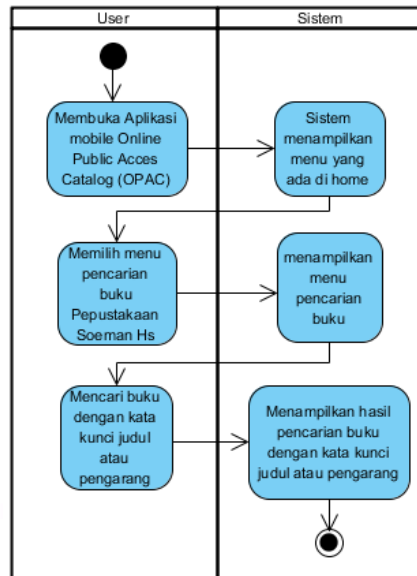 User
Sistem
Membuka Aplikasi
mobile Online
Public Acces
Catalog (OPAC)
Sistem
menampilkan
menu yang
ada di home
Memilih menu
pencarian
buku
Pepustakaan
Soeman Hs
menampilkan
menu
pencarian
buku
Mencari buku
dengan kata
kunci judul
atau
pengarang
Menampilkan hasil
pencarian buku
dengan kata kunci
judul atau pengarang